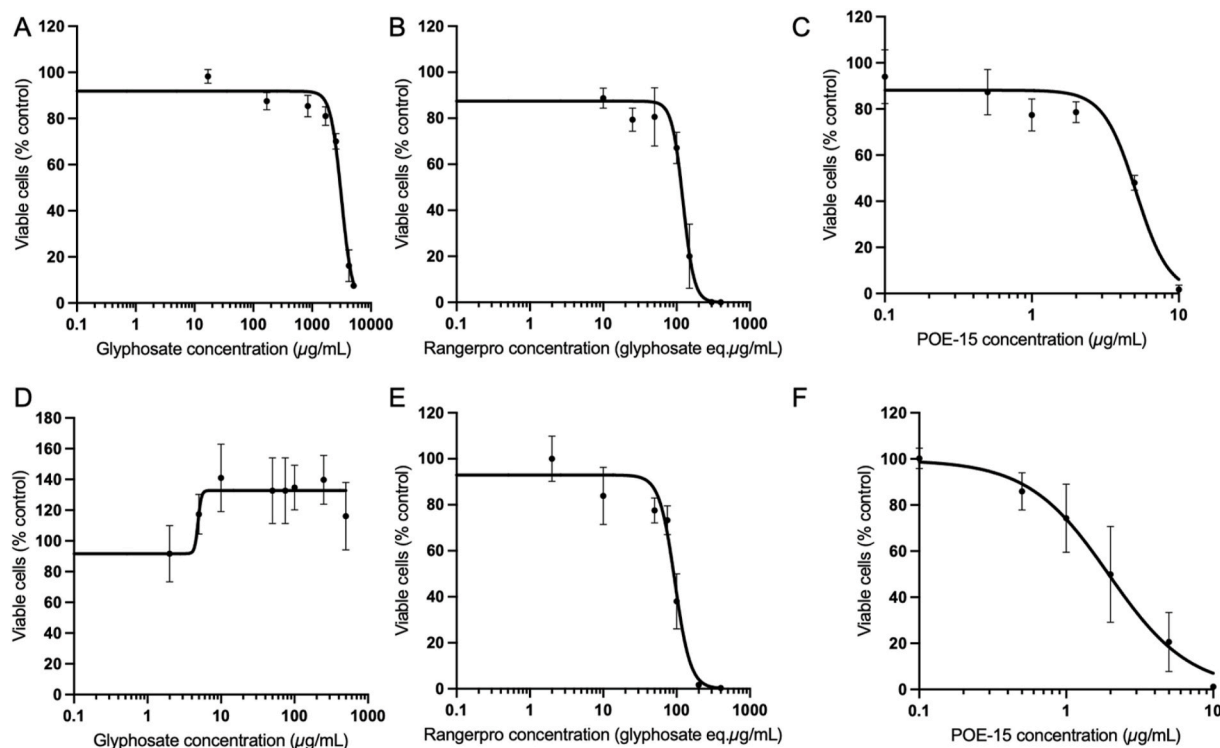 A
Viable cells (% control)
120
100
80
60
40
20
0
0.1 1 10 100 1000 10000
Glyphosate concentration (µg/mL)
B
Viable cells (% control)
120
100
80
60
40
20
0
0.1 1 10 100 1000
Rangerpro concentration (glyphosate eq.µg/mL)
C
Viable cells (% control)
120
100
80
60
40
20
0
0.1 1 10
POE-15 concentration (µg/mL)
D
Viable cells (% control)
180
160
140
120
100
80
60
40
20
0
0.1 1 10 100 1000
Glyphosate concentration (µg/mL)
E
Viable cells (% control)
120
100
80
60
40
20
0
0.1 1 10 100 1000
Rangerpro concentration (glyphosate eq.µg/mL)
F
Viable cells (% control)
120
100
80
60
40
20
0
0.1 1 10
POE-15 concentration (µg/mL)